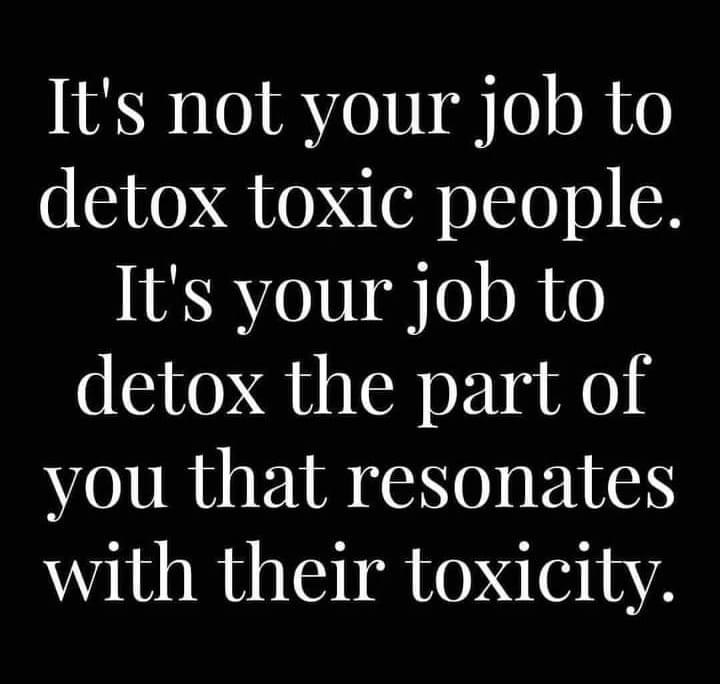 It's not your job to
detox toxic people.
It's your job to
detox the part of
you that resonates
with their toxicity.